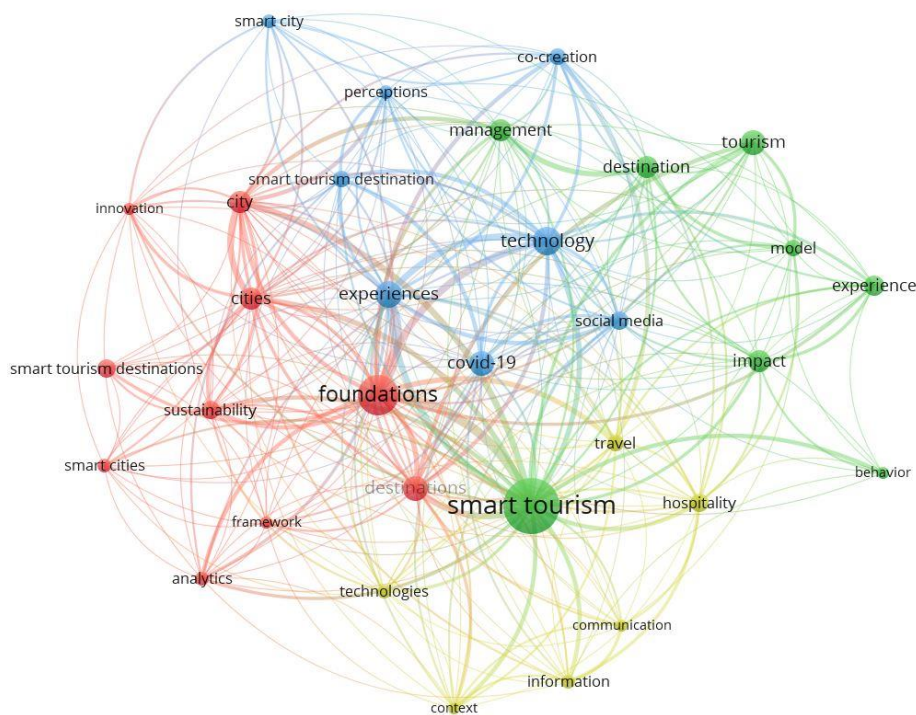 smart city
co-creation
perceptions
management
tourism
destination
smart tourism destination
city
innovation
technology
model
experience
experiences
cities
social media
covid-19
impact
smart tourism destinations
foundations
sustainability
travel
smart cities
behavior
destinations
smart tourism
hospitality
framework
analytics
technologies
communication
information
context